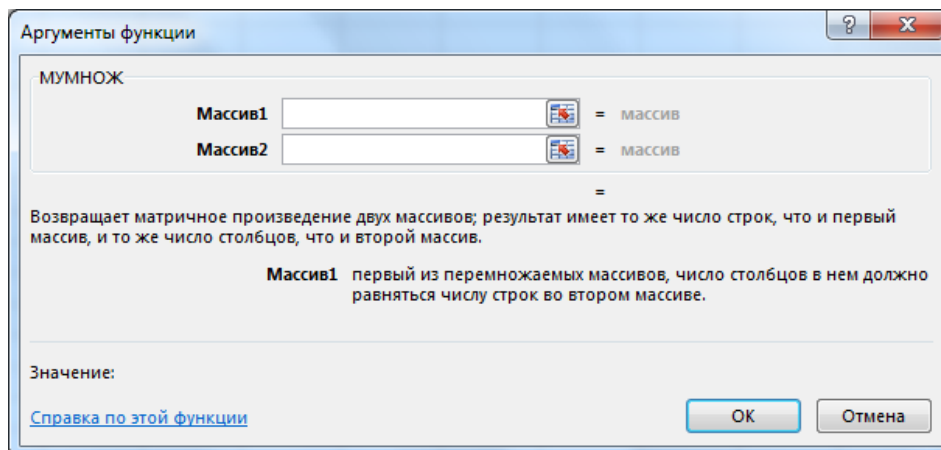 Аргументы функции
?
X
МУМНОЖ
Массив1 = массив
Массив2 = массив
=
Возвращает матричное произведение двух массивов; результат имеет то же число строк, что и первый
массив, и то же число столбцов, что и второй массив.
Массив1 первый из перемножаемых массивов, число столбцов в нем должно
равняться числу строк во втором массиве.
Значение:
Справка по этой функции
ОК
Отмена